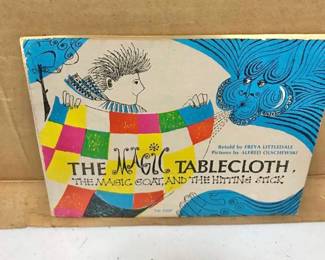 Retold by FREYA LITTLEDALE
Pictures by ALFRED OLSCHEWSKI
THE MAGIC TABLECLOTH,
THE MAGIC GOAT, AND THE HITTING STICK